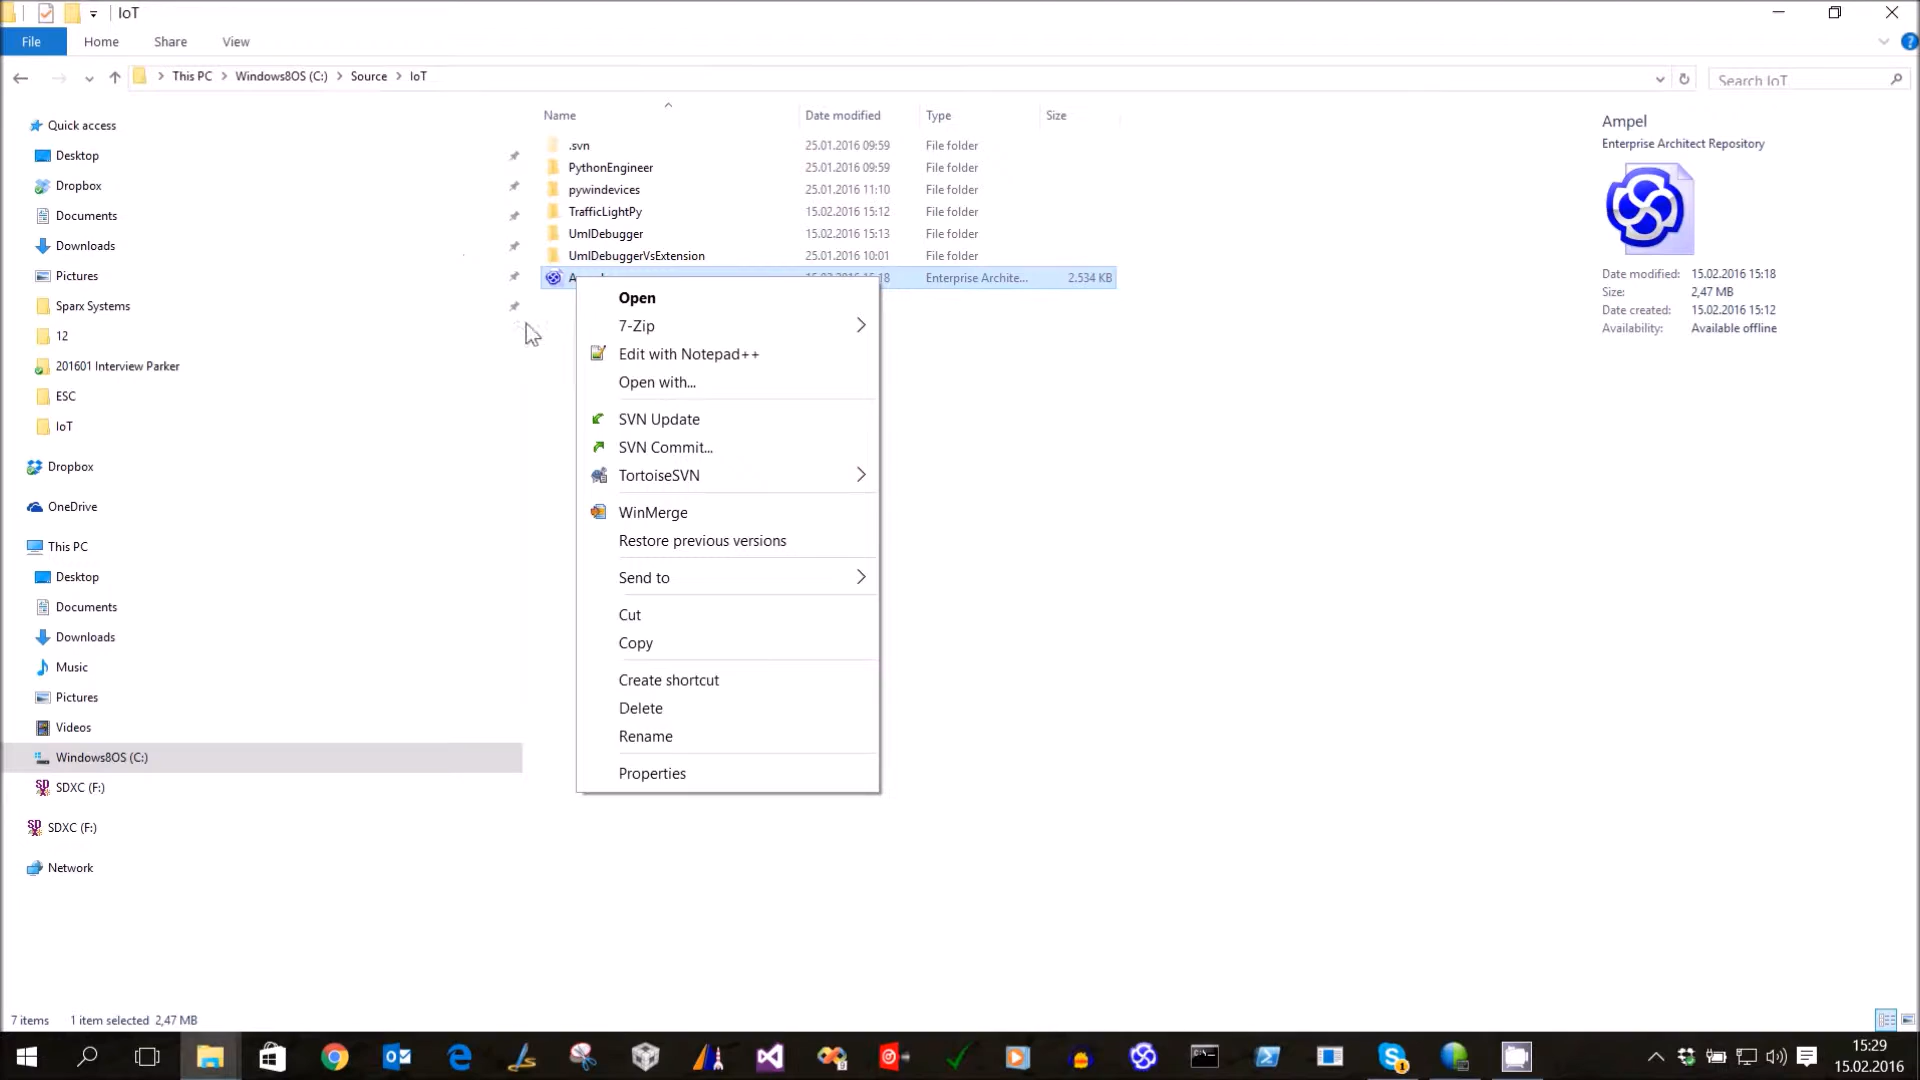 IoT
File Home Share View
This PC Windows8OS (C:) Source IoT
Search IoT
Quick access
Desktop
Dropbox
Documents
Downloads
Pictures
Sparx Systems
12
201601 Interview Parker
ESC
IoT
Dropbox
OneDrive
This PC
Desktop
Documents
Downloads
Music
Pictures
Videos
Windows8OS (C:)
SDXC (F:)
SDXC (F:)
Network
Name Date modified Type Size
.svn 25.01.2016 09:59 File folder
PythonEngineer 25.01.2016 09:59 File folder
pywindevices 25.01.2016 11:10 File folder
TrafficLightPy 15.02.2016 15:12 File folder
UmlDebugger 15.02.2016 15:13 File folder
UmlDebuggerVsExtension 25.01.2016 10:01 File folder
Enterprise Archite... 2.534 KB
Open
7-Zip
Edit with Notepad++
Open with...
SVN Update
SVN Commit...
TortoiseSVN
WinMerge
Restore previous versions
Send to
Cut
Copy
Create shortcut
Delete
Rename
Properties
Ampel
Enterprise Architect Repository
Date modified: 15.02.2016 15:18
Size: 2,47 MB
Date created: 15.02.2016 15:12
Availability: Available offline
7 items 1 item selected 2,47 MB
15:29
15.02.2016